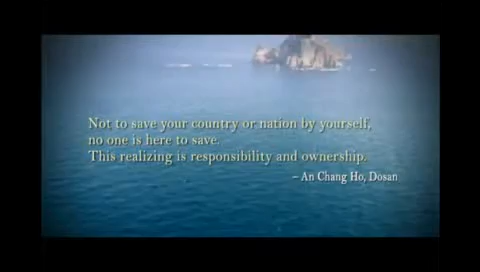 Not to save your country or nation by yourself,
no one is here to save.
This realizing is responsibility and ownership.
– An Chang Ho, Dosan